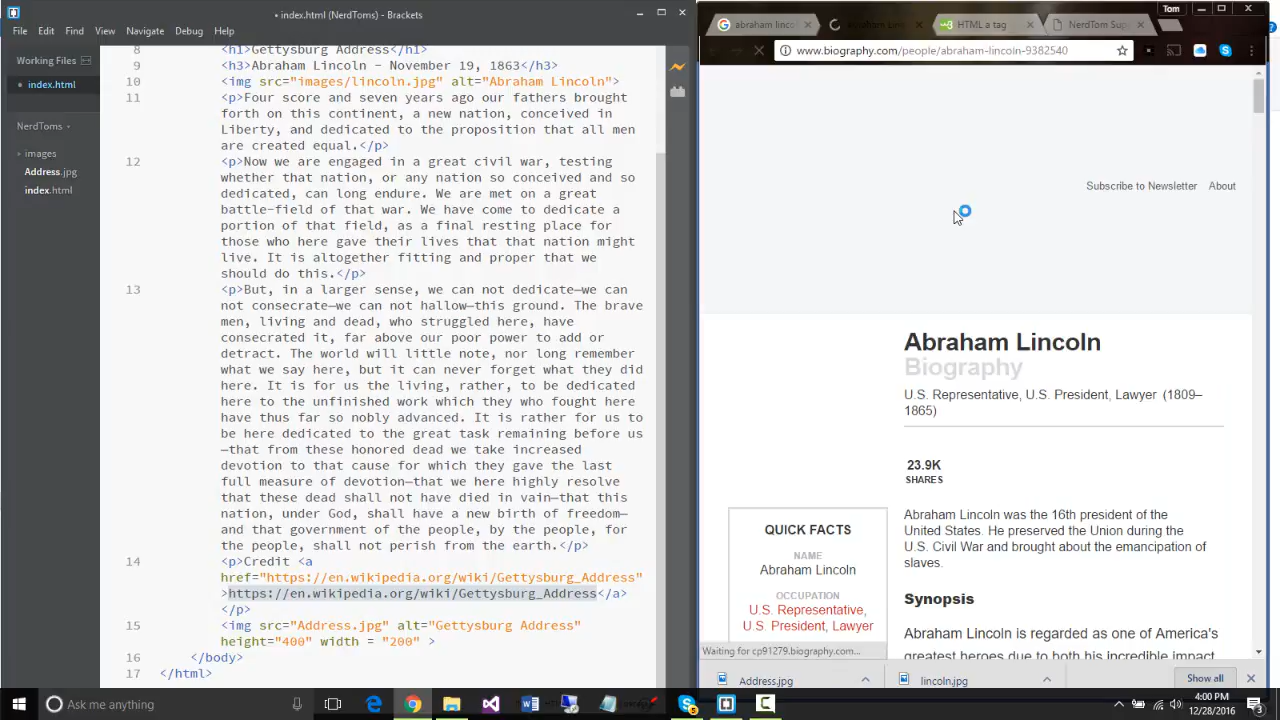 • index.html (NerdToms) - Brackets
File Edit Find View Navigate Debug Help
Working Files
• index.html
NerdToms
images
Address.jpg
index.html
8 <h1>Gettysburg Address</h1>
9 <h3>Abraham Lincoln - November 19, 1863</h3>
10 <img src="images/lincoln.jpg" alt="Abraham Lincoln">
11 <p>Four score and seven years ago our fathers brought
forth on this continent, a new nation, conceived in
Liberty, and dedicated to the proposition that all men
are created equal.</p>
12 <p>Now we are engaged in a great civil war, testing
whether that nation, or any nation so conceived and so
dedicated, can long endure. We are met on a great
battle-field of that war. We have come to dedicate a
portion of that field, as a final resting place for
those who here gave their lives that that nation might
live. It is altogether fitting and proper that we
should do this.</p>
13 <p>But, in a larger sense, we can not dedicate—we can
not consecrate—we can not hallow—this ground. The brave
men, living and dead, who struggled here, have
consecrated it, far above our poor power to add or
detract. The world will little note, nor long remember
what we say here, but it can never forget what they did
here. It is for us the living, rather, to be dedicated
here to the unfinished work which they who fought here
have thus far so nobly advanced. It is rather for us to
be here dedicated to the great task remaining before us
—that from these honored dead we take increased
devotion to that cause for which they gave the last
full measure of devotion—that we here highly resolve
that these dead shall not have died in vain—that this
nation, under God, shall have a new birth of freedom—
and that government of the people, by the people, for
the people, shall not perish from the earth.</p>
14 <p>Credit <a
href="https://en.wikipedia.org/wiki/Gettysburg_Address"
>https://en.wikipedia.org/wiki/Gettysburg_Address</a>
</p>
15 <img src="Address.jpg" alt="Gettysburg Address"
height="400" width = "200" >
16 </body>
17 </html>
Tom
abraham linco
HTML a tag
NerdTom Sup
www.biography.com/people/abraham-lincoln-9382540
Subscribe to Newsletter About
Abraham Lincoln
Biography
U.S. Representative, U.S. President, Lawyer (1809–
1865)
23.9K
SHARES
QUICK FACTS
NAME
Abraham Lincoln
OCCUPATION
U.S. Representative,
U.S. President, Lawyer
Abraham Lincoln was the 16th president of the
United States. He preserved the Union during the
U.S. Civil War and brought about the emancipation of
slaves.
Synopsis
Abraham Lincoln is regarded as one of America's
greatest heroes due to both his incredible impact
Waiting for cp91279.biography.com...
Address.jpg
lincoln.jpg
Show all
Ask me anything
4:00 PM
12/28/2016